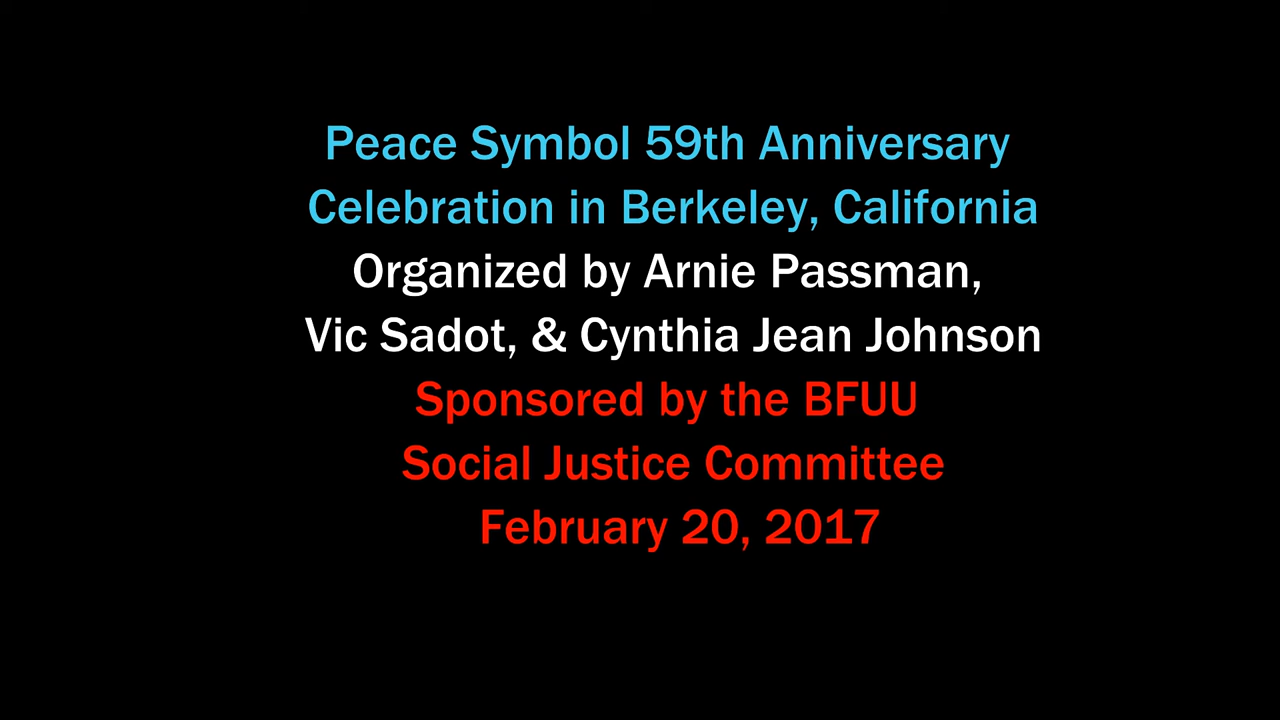 Peace Symbol 59th Anniversary
Celebration in Berkeley, California
Organized by Arnie Passman,
Vic Sadot, & Cynthia Jean Johnson
Sponsored by the BFUU
Social Justice Committee
February 20, 2017